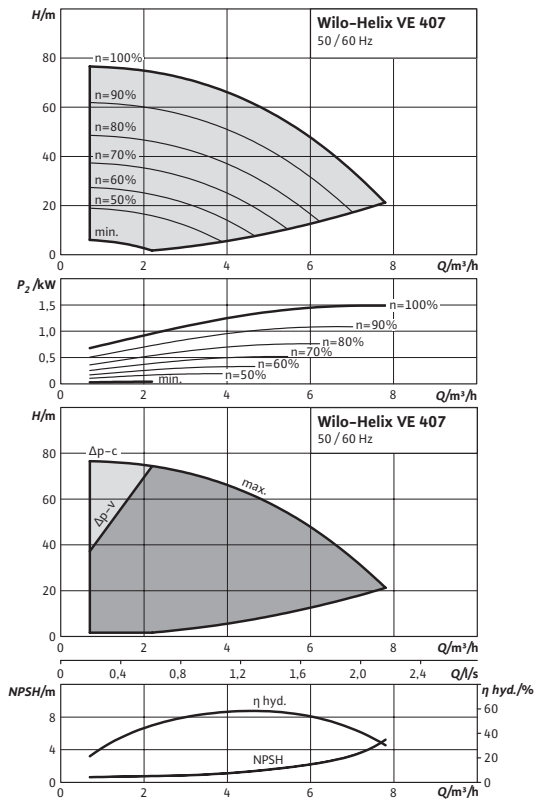 H/m
Wilo-Helix VE 407
50 / 60 Hz
80
n=100%
n=90%
60
n=80%
40
n=70%
n=60%
20
n=50%
min.
0
0 2 4 6 8 Q/m³/h
P₂ /kW
1,5
n=100%
n=90%
1,0
n=80%
n=70%
0,5
n=60%
n=50%
min.
0
0 2 4 6 8 Q/m³/h
H/m
Wilo-Helix VE 407
50 / 60 Hz
Δp-c
80
max.
Δp-v
60
40
20
0
0 2 4 6 8 Q/m³/h
0 0,4 0,8 1,2 1,6 2,0 2,4 Q/l/s
NPSH/m
η hyd./%
η hyd.
8
60
40
4
NPSH
20
0
0
0 2 4 6 8 Q/m³/h